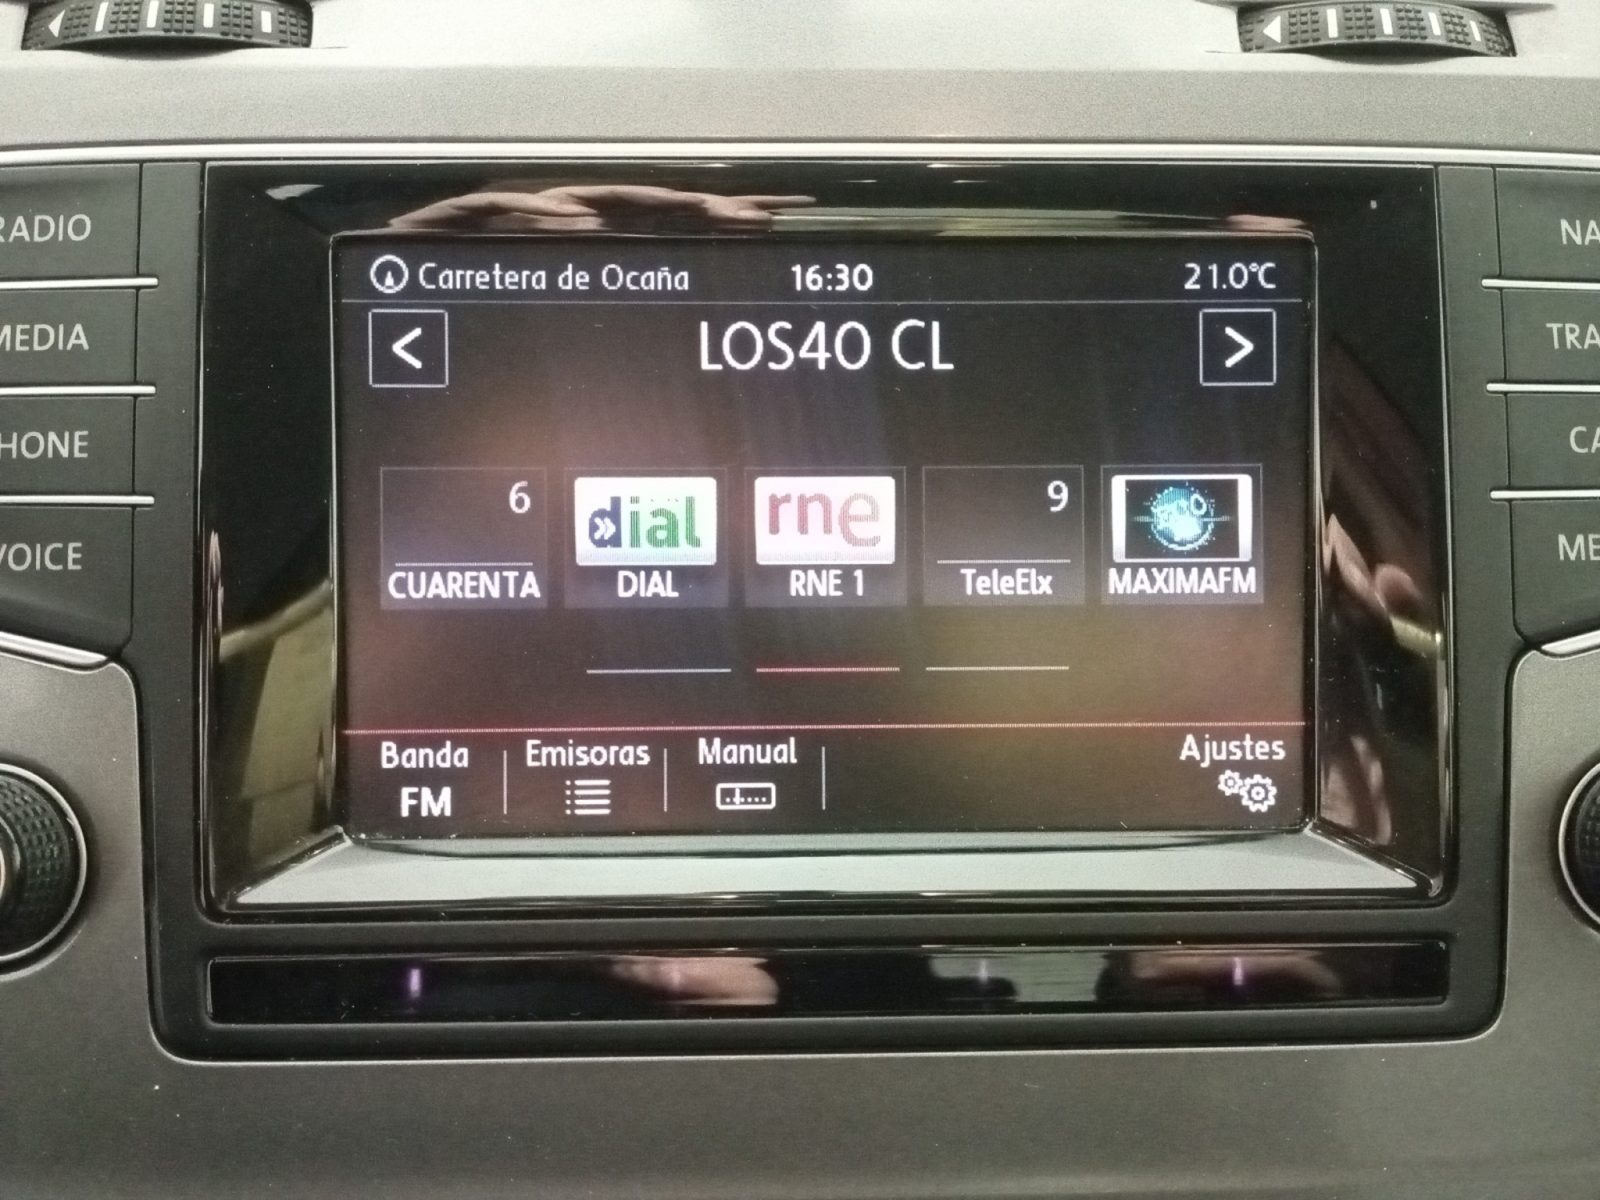 RADIO
MEDIA
PHONE
VOICE
Carretera de Ocaña 16:30 21.0°C
< LOS40 CL >
6
CUARENTA
dial
DIAL
rne
RNE 1
9
TeleElx
MAXIMAFM
Banda
FM
Emisoras
Manual
Ajustes
NA
TRA
CA
ME